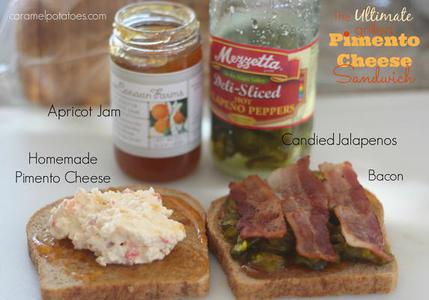 caramelpotatoes.com
The Ultimate
grilled
Pimento
Cheese
Sandwich
Mezzetta
Deli-Sliced
HOT
JALAPEÑO PEPPERS
Apricot Jam
Candied Jalapenos
Homemade
Pimento Cheese
Bacon